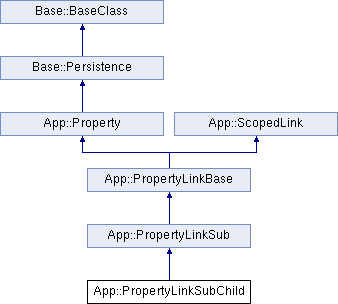 Base::BaseClass
Base::Persistence
App::Property
App::ScopedLink
App::PropertyLinkBase
App::PropertyLinkSub
App::PropertyLinkSubChild